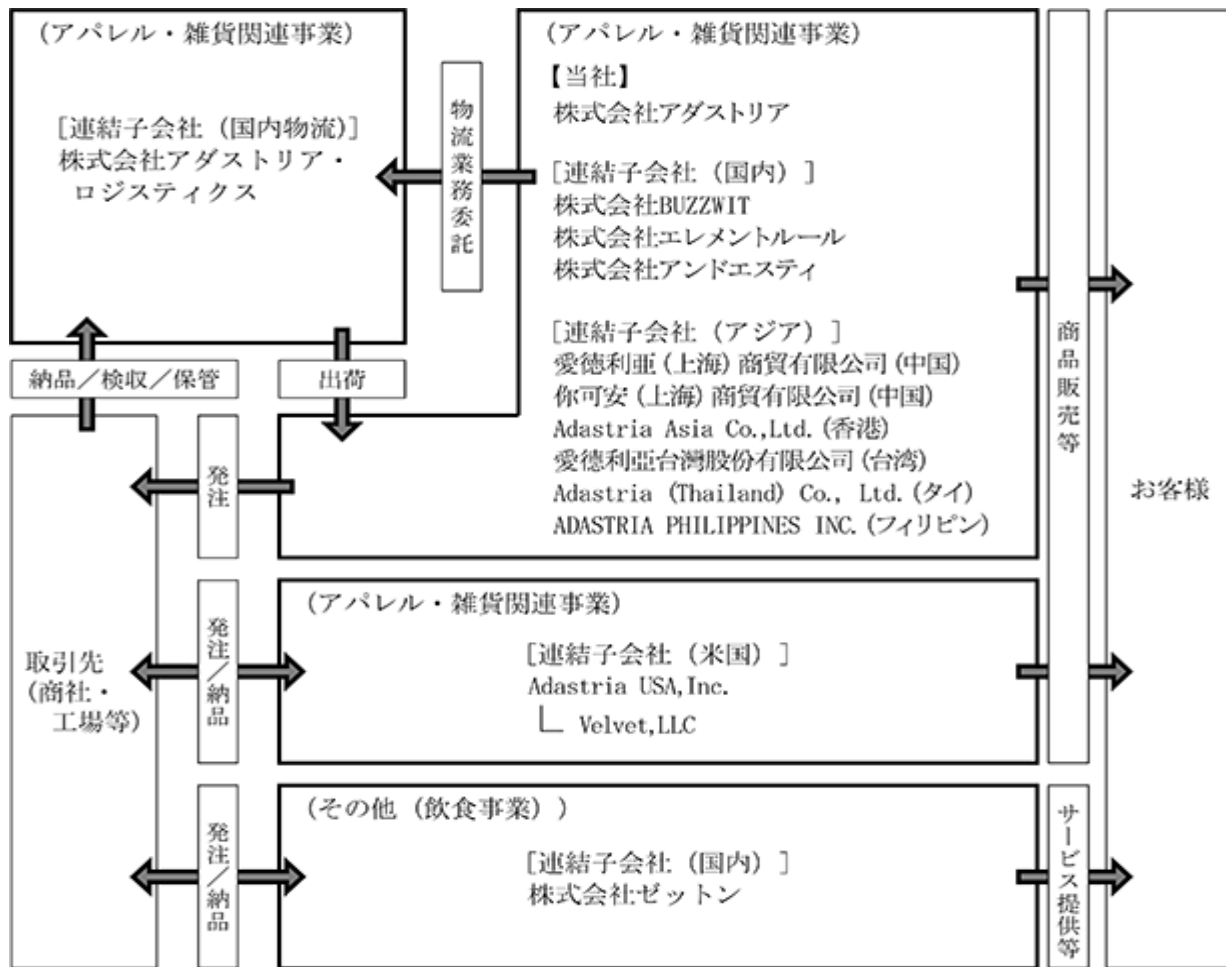 (アパレル・雑貨関連事業)
[連結子会社 (国内物流)]
株式会社アダストリア・
ロジスティクス
物流業務委託
(アパレル・雑貨関連事業)
【当社】
株式会社アダストリア
[連結子会社 (国内) ]
株式会社BUZZWIT
株式会社エレメントルール
株式会社アンドエスティ
[連結子会社 (アジア) ]
愛德利亜 (上海) 商貿有限公司 (中国)
你可安 (上海) 商貿有限公司 (中国)
Adastria Asia Co.,Ltd. (香港)
愛德利亞台灣股份有限公司 (台湾)
Adastria (Thailand) Co., Ltd. (タイ)
ADASTRIA PHILIPPINES INC. (フィリピン)
納品/検収/保管
出荷
発注
商品販売等
お客様
取引先
(商社・
工場等)
発注/納品
(アパレル・雑貨関連事業)
[連結子会社 (米国) ]
Adastria USA,Inc.
Velvet,LLC
発注/納品
(その他 (飲食事業) )
[連結子会社 (国内) ]
株式会社ゼットン
サービス提供等